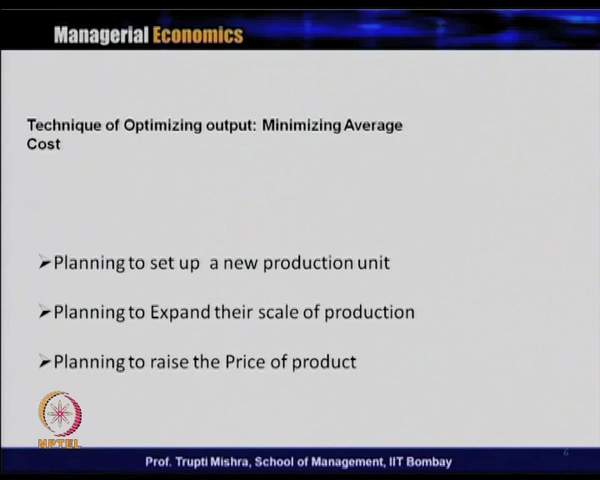 Managerial Economics
Technique of Optimizing output: Minimizing Average
Cost
➢Planning to set up a new production unit
➢Planning to Expand their scale of production
➢Planning to raise the Price of product
NPTEL
Prof. Trupti Mishra, School of Management, IIT Bombay
6